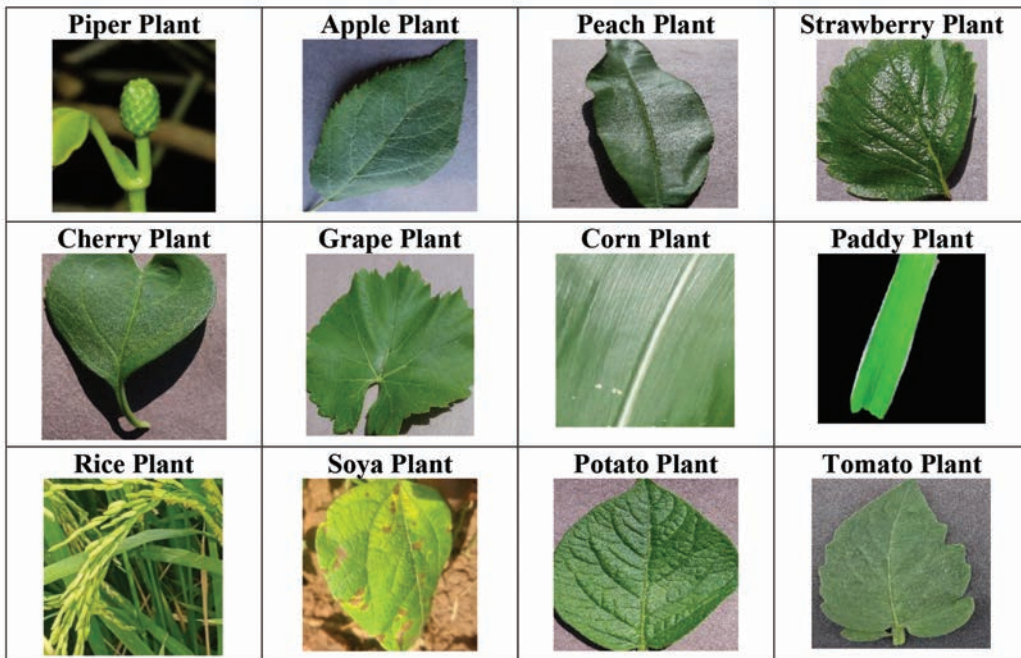 Piper Plant
Apple Plant
Peach Plant
Strawberry Plant
Cherry Plant
Grape Plant
Corn Plant
Paddy Plant
Rice Plant
Soya Plant
Potato Plant
Tomato Plant